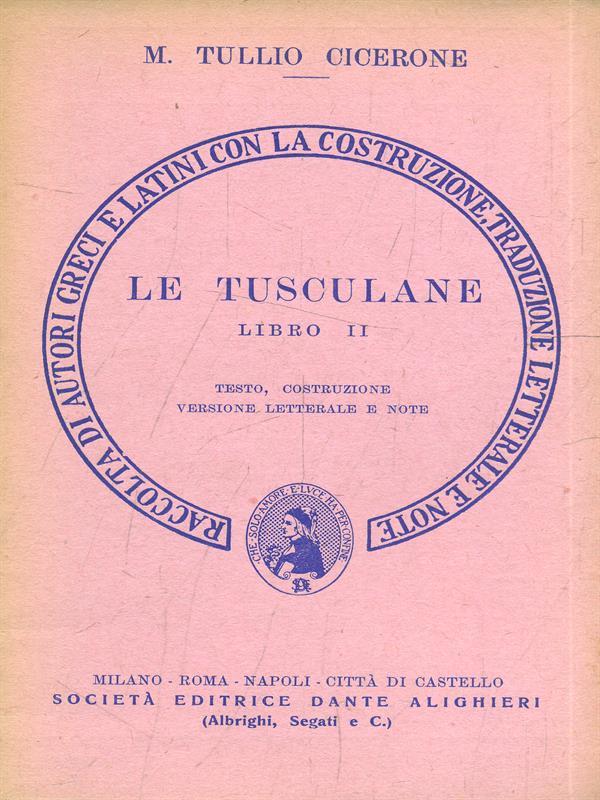 M. TULLIO CICERONE
RACCOLTA DI AUTORI GRECI E LATINI CON LA COSTRUZIONE, TRADUZIONE LETTERALE E NOTE
LE TUSCULANE
LIBRO II
TESTO, COSTRUZIONE
VERSIONE LETTERALE E NOTE
CHE·SOLO·AMORE·E·LVCE·HA·PER·CONFINE
MILANO - ROMA - NAPOLI - CITTÀ DI CASTELLO
SOCIETÀ EDITRICE DANTE ALIGHIERI
(Albrighi, Segati e C.)